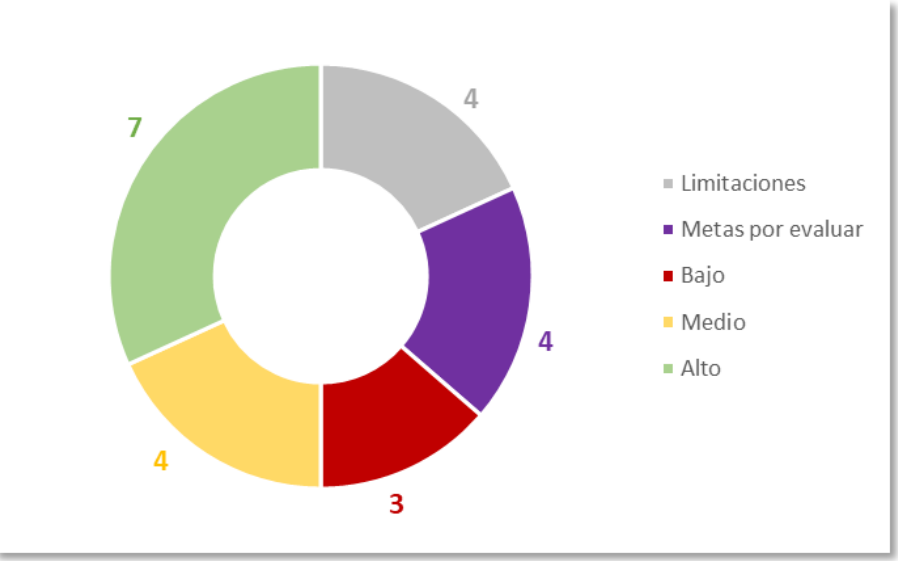 4
7
Limitaciones
Metas por evaluar
Bajo
Medio
Alto
4
4
3